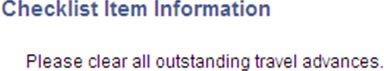 Checklist Item Information
Please clear all outstanding travel advances.